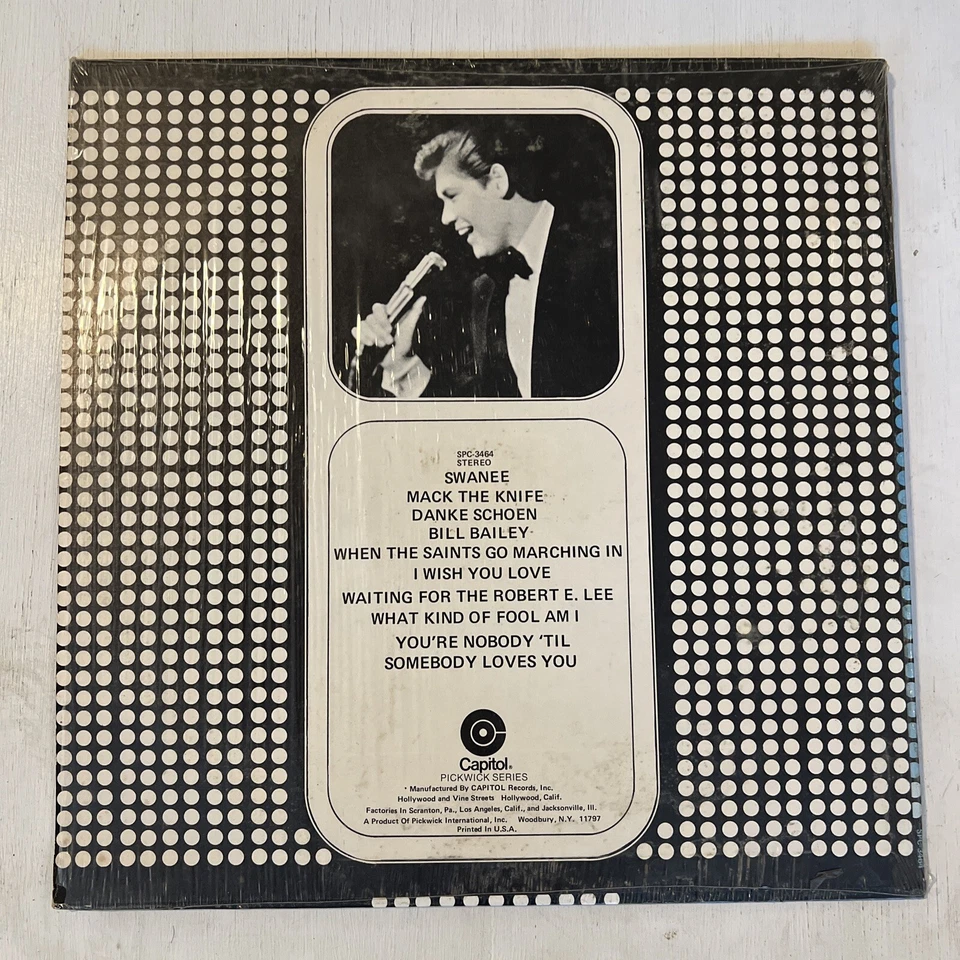 SPC-3464
STEREO
SWANEE
MACK THE KNIFE
DANKE SCHOEN
BILL BAILEY
WHEN THE SAINTS GO MARCHING IN
I WISH YOU LOVE
WAITING FOR THE ROBERT E. LEE
WHAT KIND OF FOOL AM I
YOU'RE NOBODY 'TIL
SOMEBODY LOVES YOU
Capitol®
PICKWICK SERIES
• Manufactured By CAPITOL Records, Inc.
Hollywood and Vine Streets Hollywood, Calif.
Factories in Scranton, Pa., Los Angeles, Calif., and Jacksonville, Ill.
A Product Of Pickwick International, Inc. Woodbury, N.Y. 11797
Printed In U.S.A.
SPC-3464